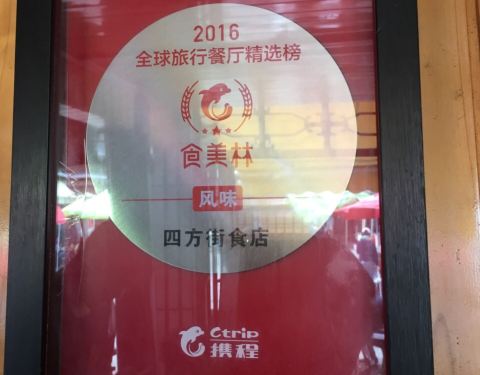 2016
全球旅行餐厅精选榜
食美林
风味
四方街食店
Ctrip
携程